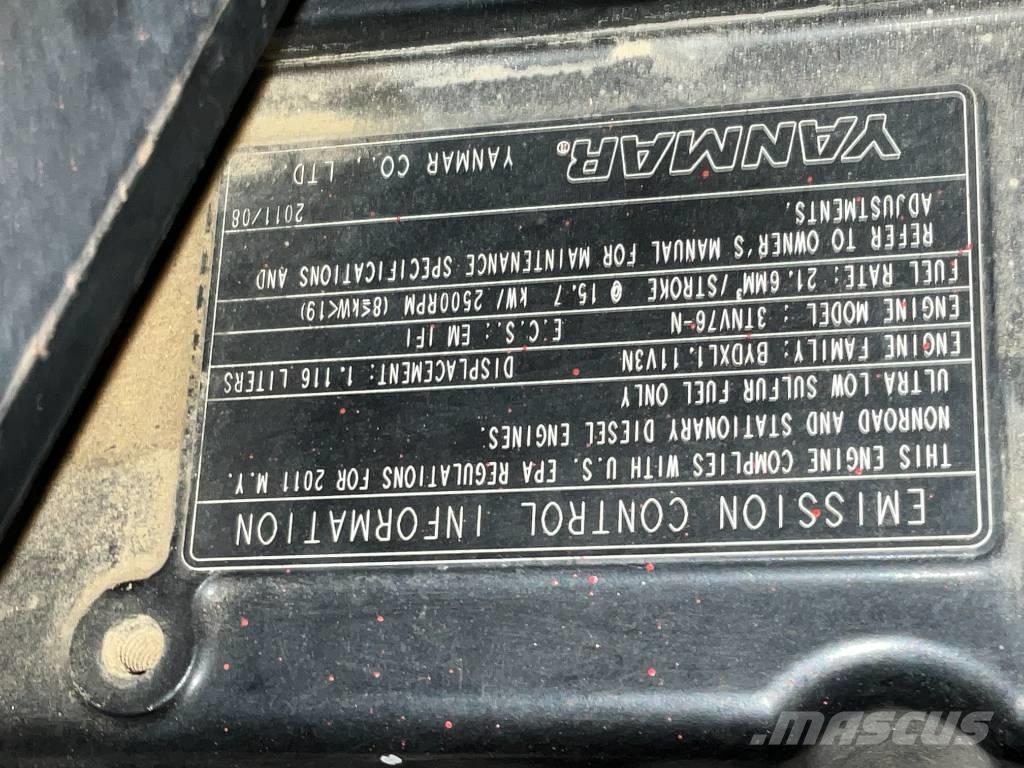 EMISSION CONTROL INFORMATION
THIS ENGINE COMPLIES WITH U.S. EPA REGULATIONS FOR 2011 M.Y.
NONROAD AND STATIONARY DIESEL ENGINES.
ULTRA LOW SULFUR FUEL ONLY
ENGINE FAMILY: BYDXL1.11V3N DISPLACEMENT: 1.116 LITERS
ENGINE MODEL : 3TNV76-N E.C.S.: EM IFI
FUEL RATE: 21.6MM³/STROKE @ 15.7 kW/ 2500RPM (8≦kW<19)
REFER TO OWNER'S MANUAL FOR MAINTENANCE SPECIFICATIONS AND
ADJUSTMENTS. 2011/08
YANMAR® YANMAR CO., LTD
MASCUS